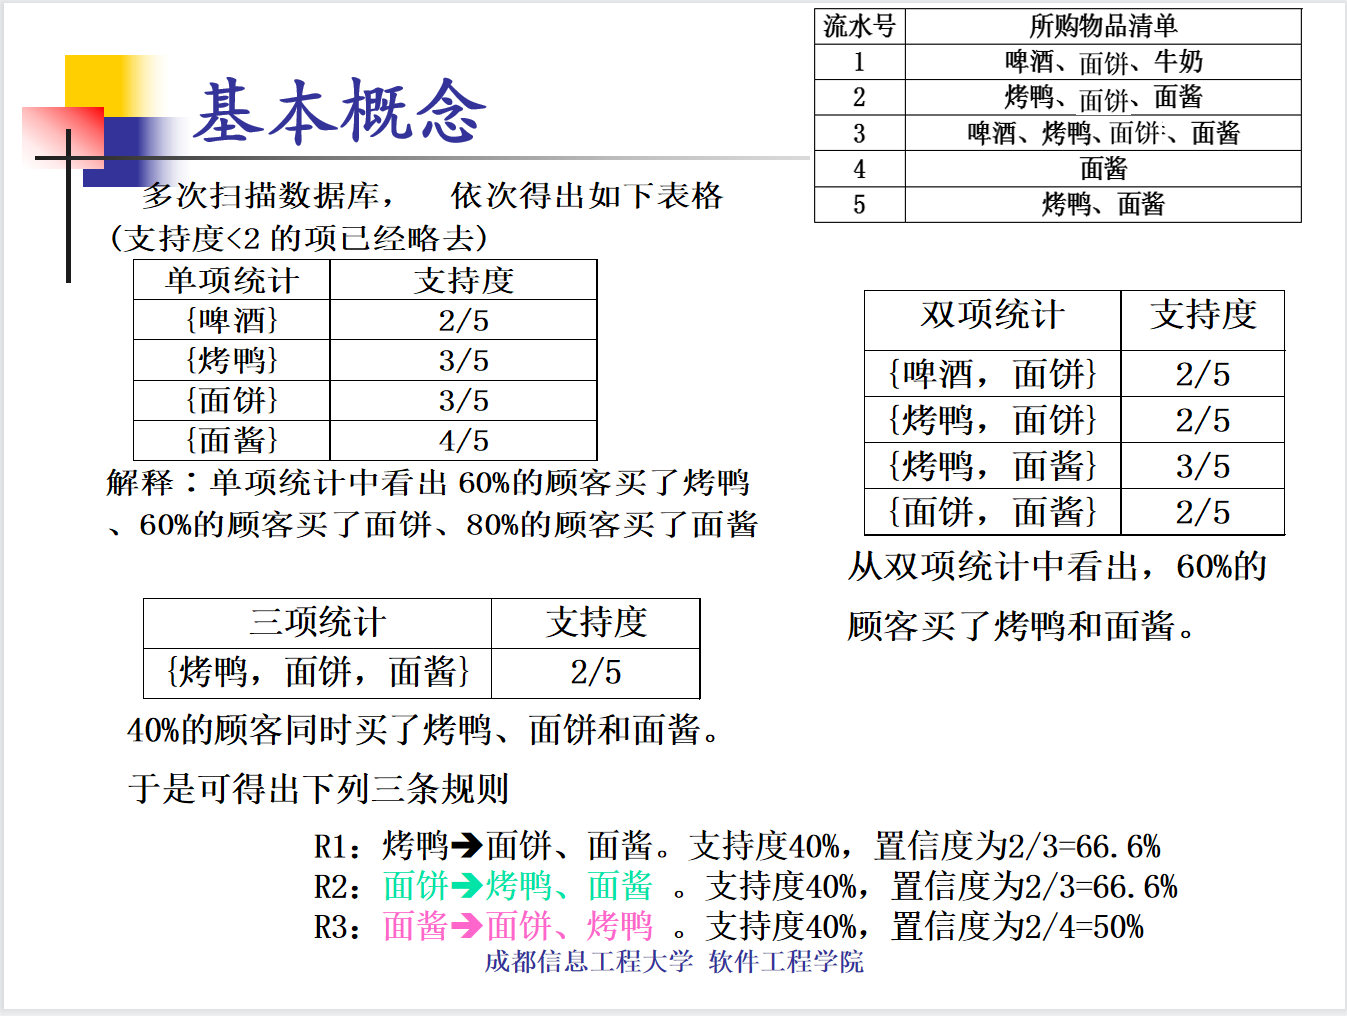 基本概念
流水号 所购物品清单
1 啤酒、面饼、牛奶
2 烤鸭、面饼、面酱
3 啤酒、烤鸭、面饼、面酱
4 面酱
5 烤鸭、面酱
多次扫描数据库， 依次得出如下表格
(支持度<2 的项已经略去)
单项统计 支持度
{啤酒} 2/5
{烤鸭} 3/5
{面饼} 3/5
{面酱} 4/5
解释：单项统计中看出 60%的顾客买了烤鸭
、60%的顾客买了面饼、80%的顾客买了面酱
双项统计 支持度
{啤酒，面饼} 2/5
{烤鸭，面饼} 2/5
{烤鸭，面酱} 3/5
{面饼，面酱} 2/5
从双项统计中看出，60%的
顾客买了烤鸭和面酱。
三项统计 支持度
{烤鸭，面饼，面酱} 2/5
40%的顾客同时买了烤鸭、面饼和面酱。
于是可得出下列三条规则
R1：烤鸭➔面饼、面酱。支持度40%，置信度为2/3=66.6%
R2：面饼➔烤鸭、面酱 。支持度40%，置信度为2/3=66.6%
R3：面酱➔面饼、烤鸭 。支持度40%，置信度为2/4=50%
成都信息工程大学 软件工程学院